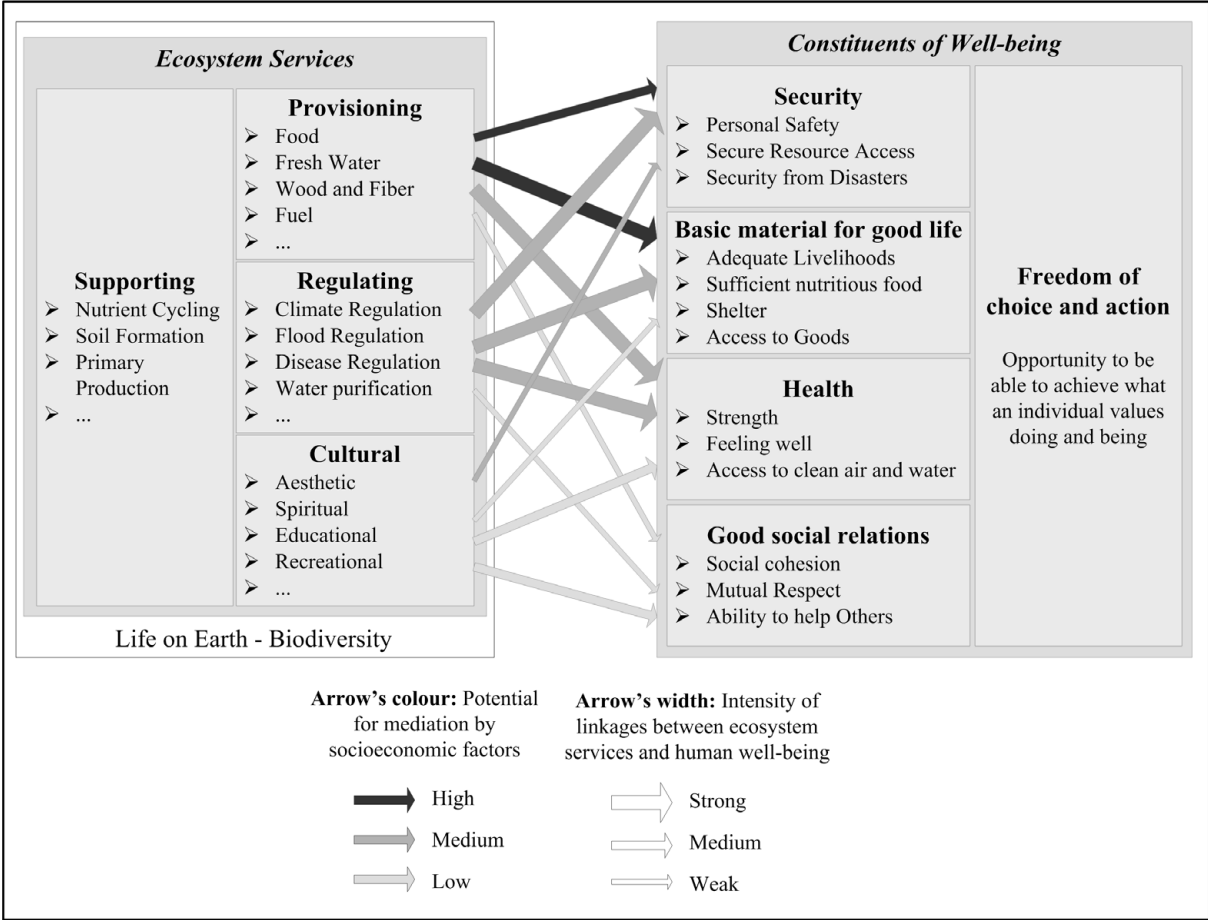 Ecosystem Services
Supporting
➢ Nutrient Cycling
➢ Soil Formation
➢ Primary
Production
➢ ...
Provisioning
➢ Food
➢ Fresh Water
➢ Wood and Fiber
➢ Fuel
➢ ...
Regulating
➢ Climate Regulation
➢ Flood Regulation
➢ Disease Regulation
➢ Water purification
➢ ...
Cultural
➢ Aesthetic
➢ Spiritual
➢ Educational
➢ Recreational
➢ ...
Life on Earth - Biodiversity
Constituents of Well-being
Security
➢ Personal Safety
➢ Secure Resource Access
➢ Security from Disasters
Basic material for good life
➢ Adequate Livelihoods
➢ Sufficient nutritious food
➢ Shelter
➢ Access to Goods
Health
➢ Strength
➢ Feeling well
➢ Access to clean air and water
Good social relations
➢ Social cohesion
➢ Mutual Respect
➢ Ability to help Others
Freedom of
choice and action
Opportunity to be
able to achieve what
an individual values
doing and being
Arrow’s colour: Potential
for mediation by
socioeconomic factors
High
Medium
Low
Arrow’s width: Intensity of
linkages between ecosystem
services and human well-being
Strong
Medium
Weak